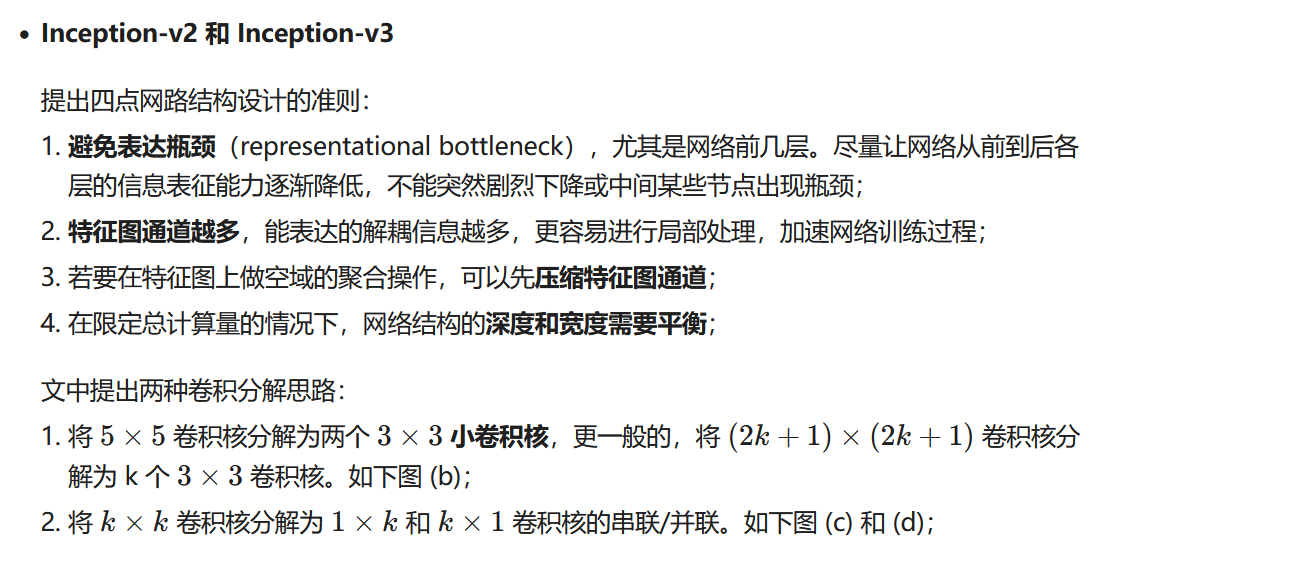 • Inception-v2 和 Inception-v3
提出四点网路结构设计的准则：
1. 避免表达瓶颈（representational bottleneck），尤其是网络前几层。尽量让网络从前到后各
层的信息表征能力逐渐降低，不能突然剧烈下降或中间某些节点出现瓶颈；
2. 特征图通道越多，能表达的解耦信息越多，更容易进行局部处理，加速网络训练过程；
3. 若要在特征图上做空域的聚合操作，可以先压缩特征图通道；
4. 在限定总计算量的情况下，网络结构的深度和宽度需要平衡；
文中提出两种卷积分解思路：
1. 将 5 × 5 卷积核分解为两个 3 × 3 小卷积核，更一般的，将 (2k + 1) × (2k + 1) 卷积核分
解为 k 个 3 × 3 卷积核。如下图 (b)；
2. 将 k × k 卷积核分解为 1 × k 和 k × 1 卷积核的串联/并联。如下图 (c) 和 (d)；